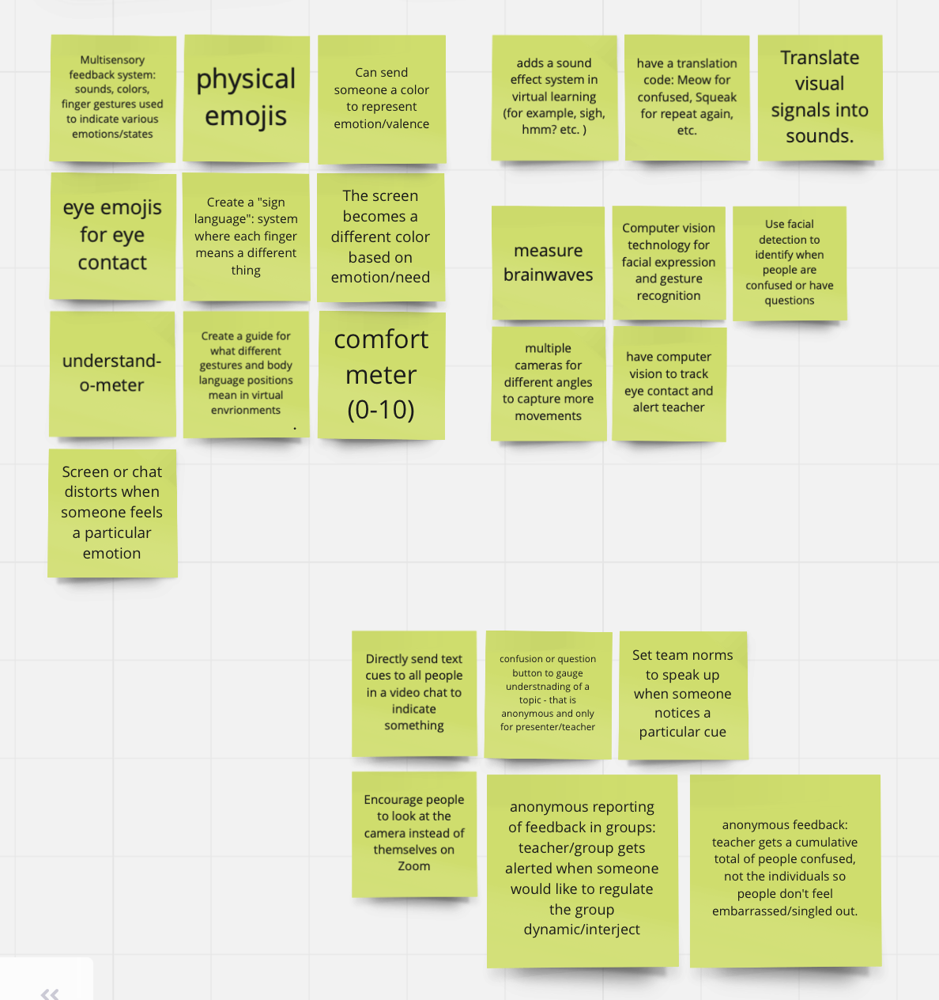 Multisensory
feedback system:
sounds, colors,
finger gestures used
to indicate various
emotions/states
physical
emojis
Can send
someone a color
to represent
emotion/valence
eye emojis
for eye
contact
Create a "sign
language": system
where each finger
means a different
thing
The screen
becomes a
different color
based on
emotion/need
understand-
o-meter
Create a guide for
what different
gestures and body
language positions
mean in virtual
envrionments
.
comfort
meter
(0-10)
Screen or chat
distorts when
someone feels
a particular
emotion
adds a sound
effect system in
virtual learning
(for example, sigh,
hmm? etc. )
have a translation
code: Meow for
confused, Squeak
for repeat again,
etc.
Translate
visual
signals into
sounds.
measure
brainwaves
Computer vision
technology for
facial expression
and gesture
recognition
Use facial
detection to
identify when
people are
confused or have
questions
multiple
cameras for
different angles
to capture more
movements
have computer
vision to track
eye contact and
alert teacher
Directly send text
cues to all people
in a video chat to
indicate
something
confusion or question
button to gauge
understnading of a
topic - that is
anonymous and only
for presenter/teacher
Set team norms
to speak up
when someone
notices a
particular cue
Encourage people
to look at the
camera instead of
themselves on
Zoom
anonymous reporting
of feedback in groups:
teacher/group gets
alerted when someone
would like to regulate
the group
dynamic/interject
anonymous feedback:
teacher gets a cumulative
total of people confused,
not the individuals so
people don't feel
embarrassed/singled out.